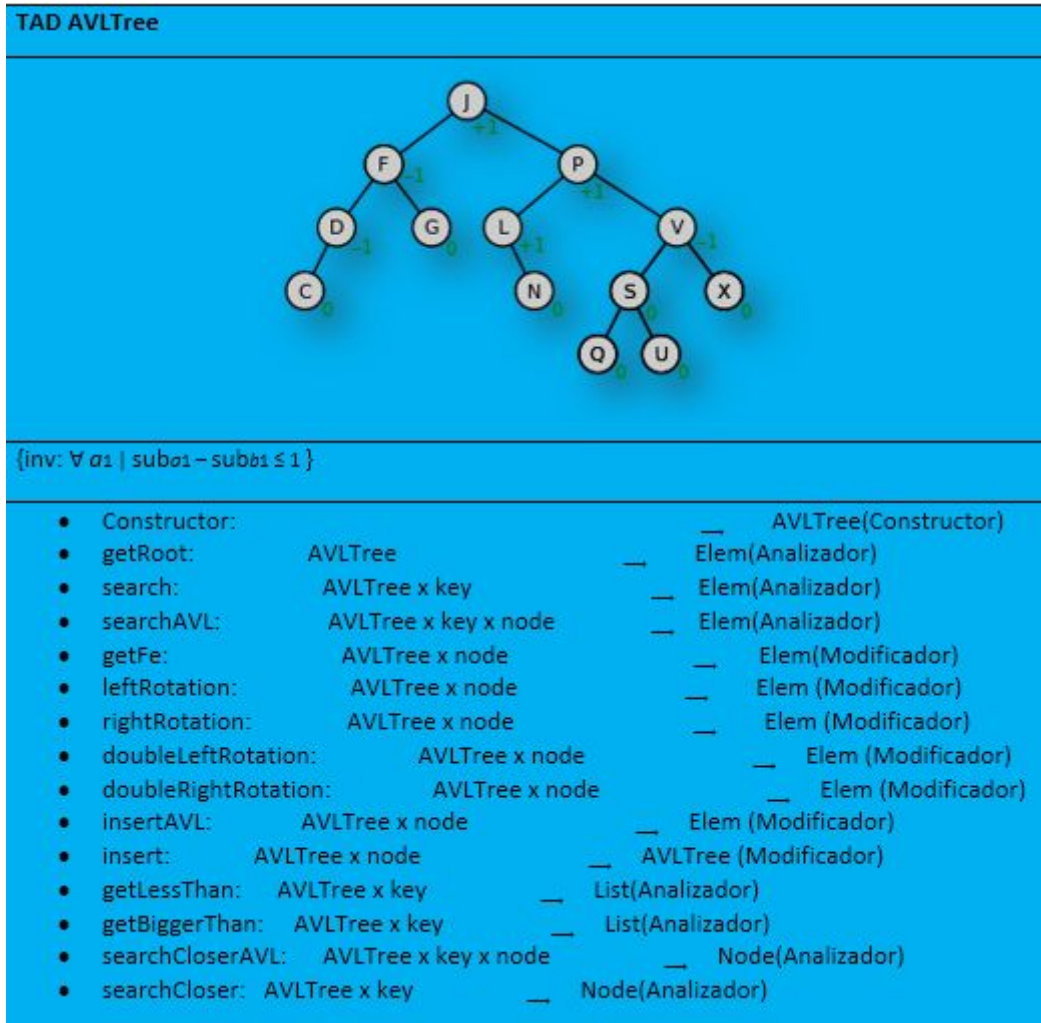 TAD AVLTree
J
+1
F
-1
P
+1
D
-1
G
0
L
+1
V
-1
C
0
N
0
S
0
X
0
Q
0
U
0
{inv: ∀ a1 | suba1 – subb1 ≤ 1 }
• Constructor: → AVLTree(Constructor)
• getRoot: AVLTree → Elem(Analizador)
• search: AVLTree x key → Elem(Analizador)
• searchAVL: AVLTree x key x node → Elem(Analizador)
• getFe: AVLTree x node → Elem(Modificador)
• leftRotation: AVLTree x node → Elem (Modificador)
• rightRotation: AVLTree x node → Elem (Modificador)
• doubleLeftRotation: AVLTree x node → Elem (Modificador)
• doubleRightRotation: AVLTree x node → Elem (Modificador)
• insertAVL: AVLTree x node → Elem (Modificador)
• insert: AVLTree x node → AVLTree (Modificador)
• getLessThan: AVLTree x key → List(Analizador)
• getBiggerThan: AVLTree x key → List(Analizador)
• searchCloserAVL: AVLTree x key x node → Node(Analizador)
• searchCloser: AVLTree x key → Node(Analizador)